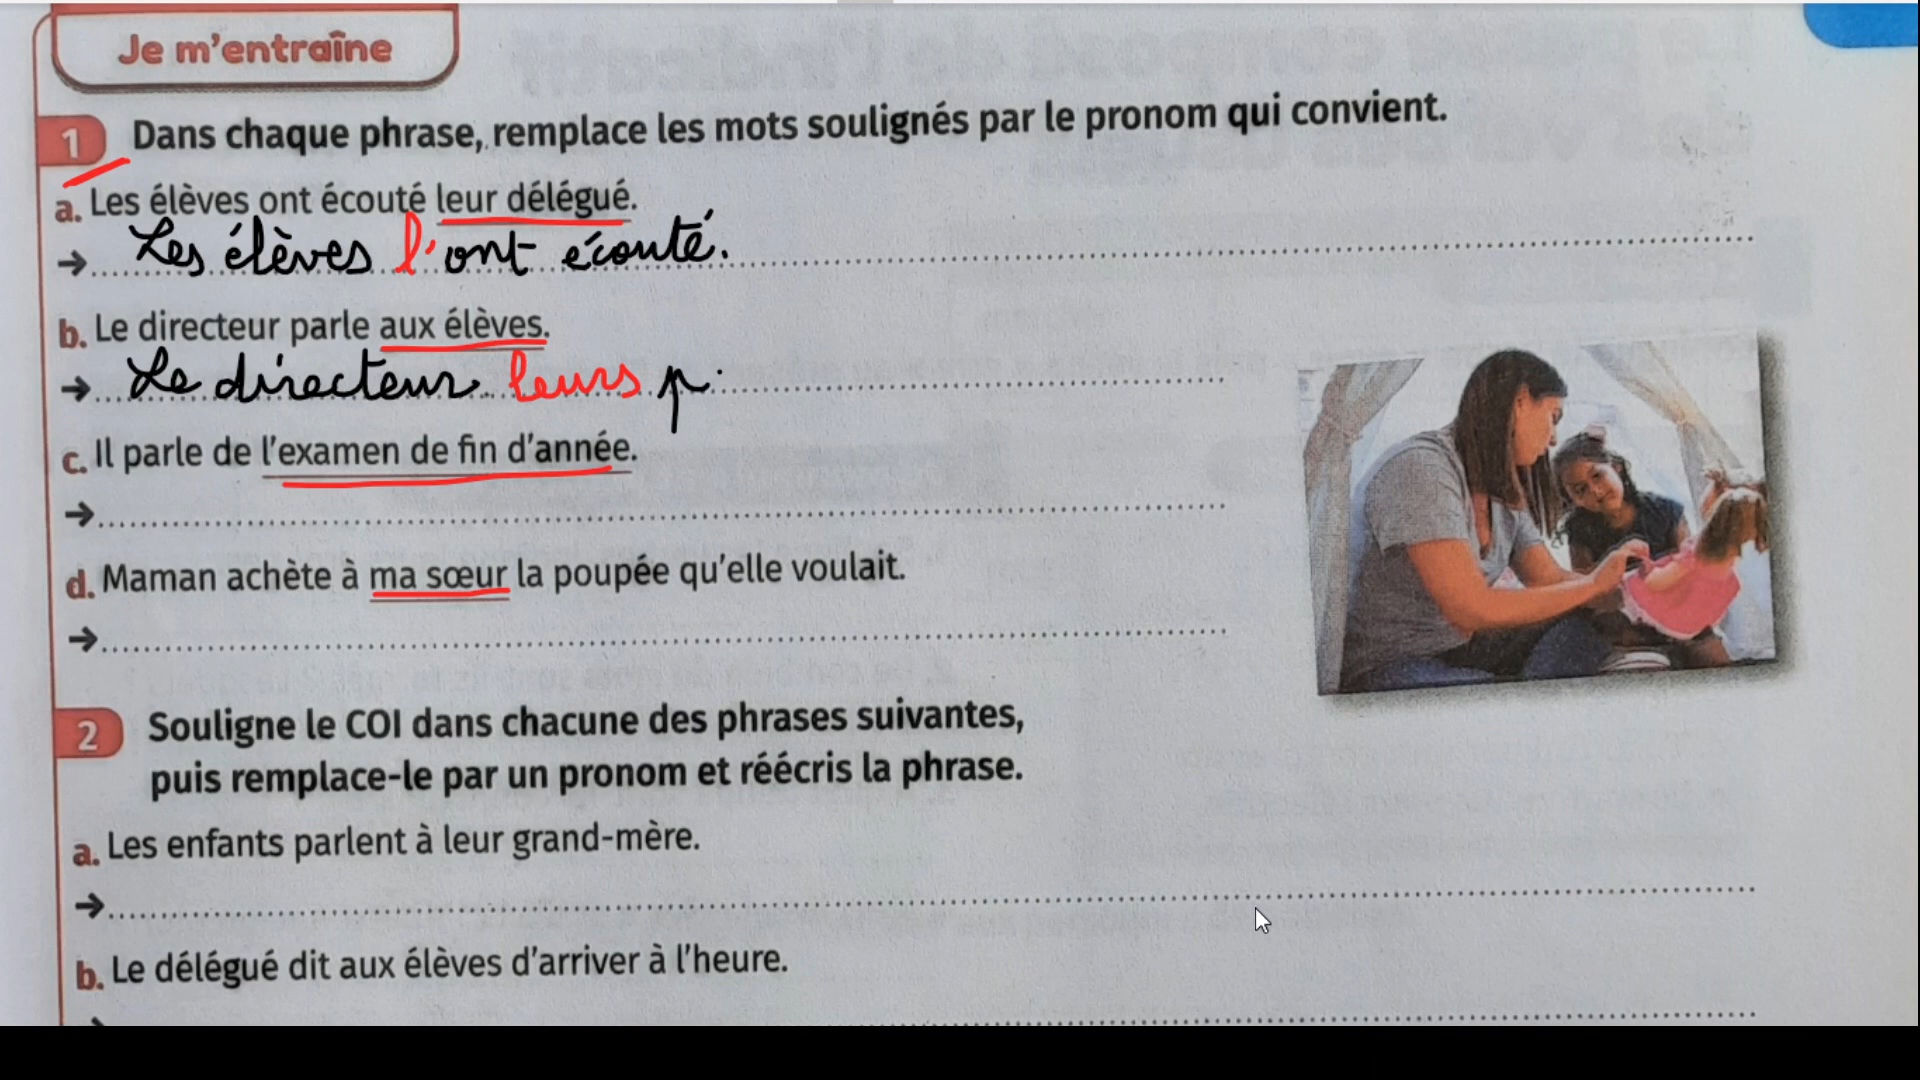 Je m'entraîne
1 Dans chaque phrase, remplace les mots soulignés par le pronom qui convient.
a. Les élèves ont écouté leur délégué.
→ Les élèves l'ont écouté.
b. Le directeur parle aux élèves.
→ Le directeur leurs p
c. Il parle de l'examen de fin d'année.
→
d. Maman achète à ma sœur la poupée qu'elle voulait.
→
2 Souligne le COI dans chacune des phrases suivantes,
puis remplace-le par un pronom et réécris la phrase.
a. Les enfants parlent à leur grand-mère.
→
b. Le délégué dit aux élèves d'arriver à l'heure.